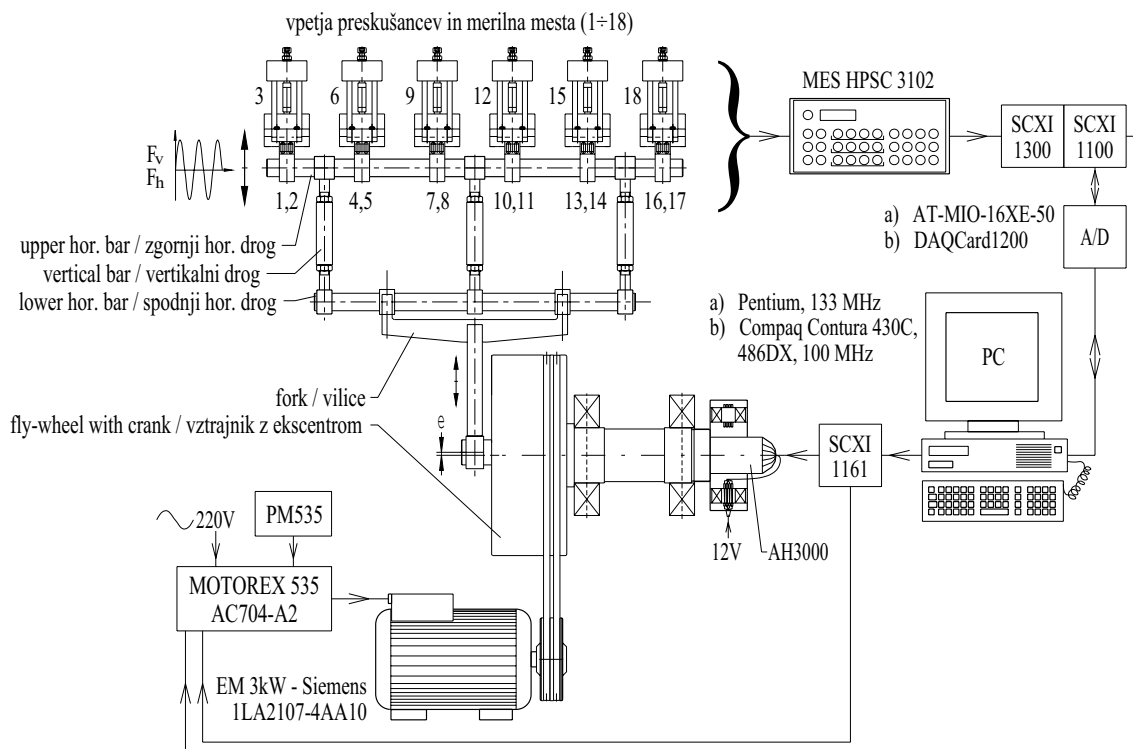 vpetja preskušancev in merilna mesta (1÷18)
3 6 9 12 15 18
MES HPSC 3102
SCXI
1300
SCXI
1100
Fv
Fh
1,2 4,5 7,8 10,11 13,14 16,17
a) AT-MIO-16XE-50
b) DAQCard1200
A/D
upper hor. bar / zgornji hor. drog
vertical bar / vertikalni drog
lower hor. bar / spodnji hor. drog
a) Pentium, 133 MHz
b) Compaq Contura 430C,
486DX, 100 MHz
PC
fork / vilice
fly-wheel with crank / vztrajnik z ekscentrom
e
SCXI
1161
12V
AH3000
220V
PM535
MOTOREX 535
AC704-A2
EM 3kW - Siemens
1LA2107-4AA10